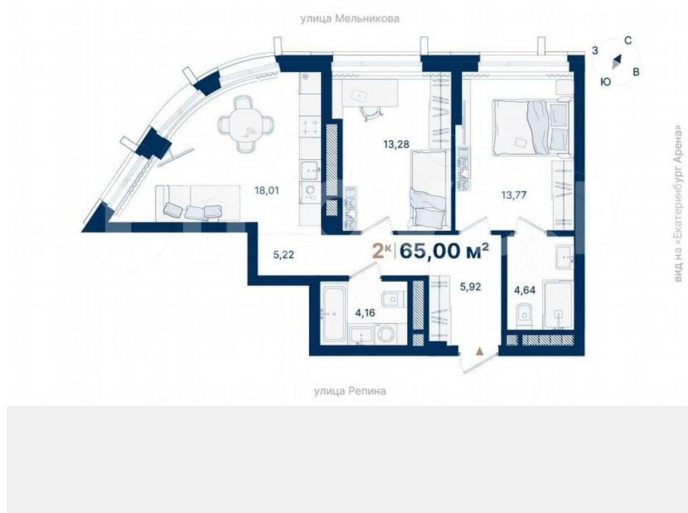 улица Мельникова
С
З
В
Ю
13,28
18,01
13,77
5,22
2к 65,00 м²
5,92
4,64
4,16
вид на «Екатеринбург Арена»
улица Репина